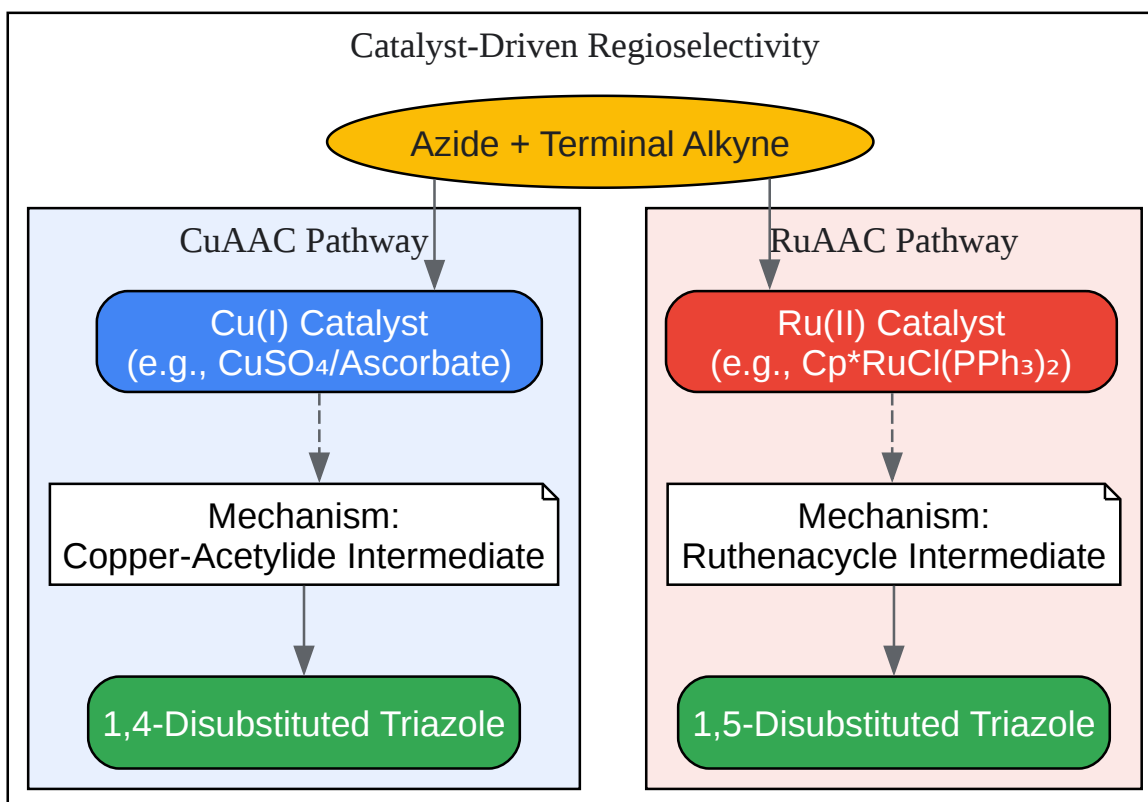 Catalyst-Driven Regioselectivity
Azide + Terminal Alkyne
CuAAC Pathway
Cu(I) Catalyst
(e.g., CuSO₄/Ascorbate)
Mechanism:
Copper-Acetylide Intermediate
1,4-Disubstituted Triazole
RuAAC Pathway
Ru(II) Catalyst
(e.g., Cp*RuCl(PPh₃)₂)
Mechanism:
Ruthenacycle Intermediate
1,5-Disubstituted Triazole